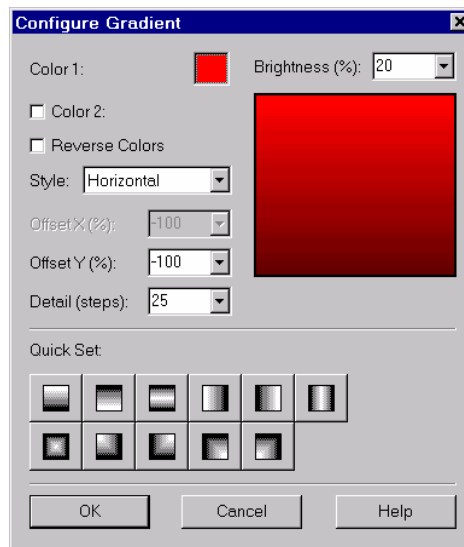 Configure Gradient
Color 1:
Brightness (%): 20
Color 2:
Reverse Colors
Style: Horizontal
Offset X (%): -100
Offset Y (%): -100
Detail (steps): 25
Quick Set:
OK Cancel Help